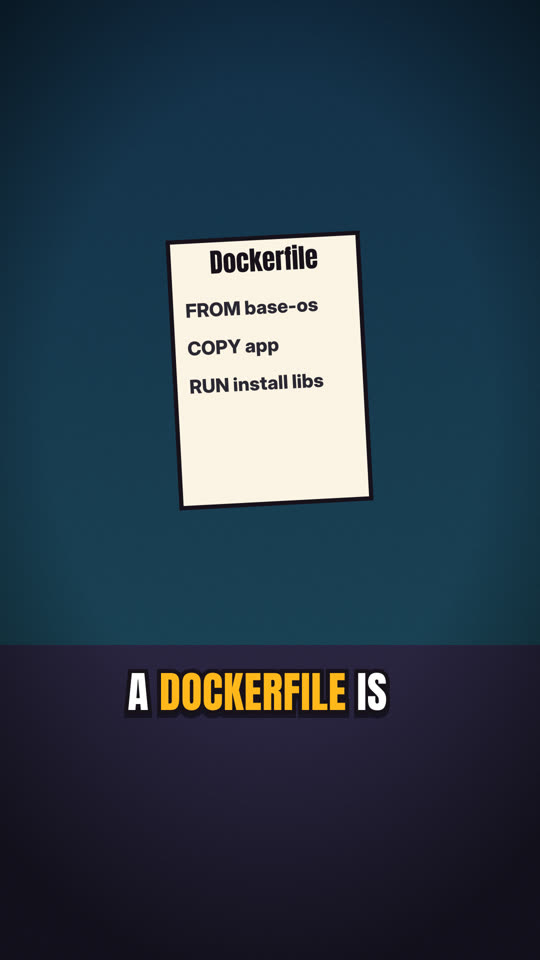 Dockerfile
FROM base-os
COPY app
RUN install libs
A DOCKERFILE IS